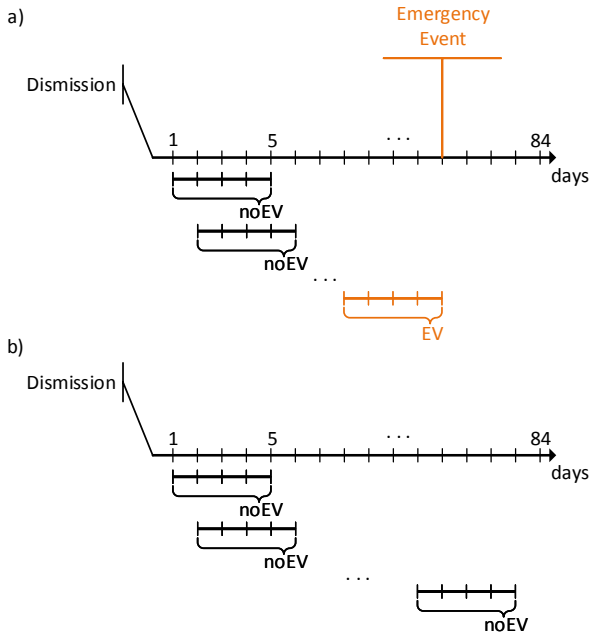 a)
Emergency
Event
Dismission
1 5 ... 84
days
noEV
noEV
...
EV
b)
Dismission
1 5 ... 84
days
noEV
noEV
...
noEV